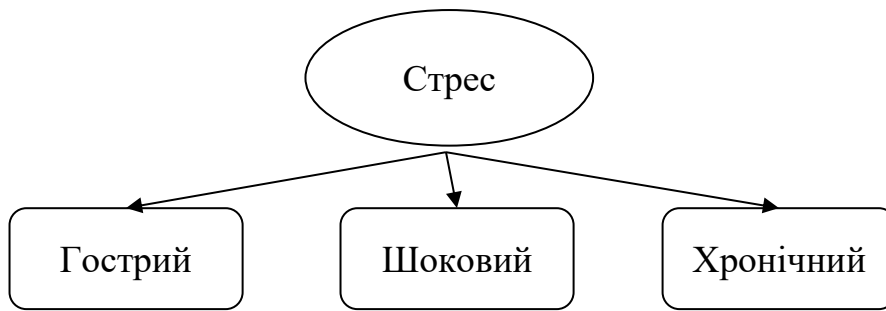 Стрес
Гострий
Шоковий
Хронічний